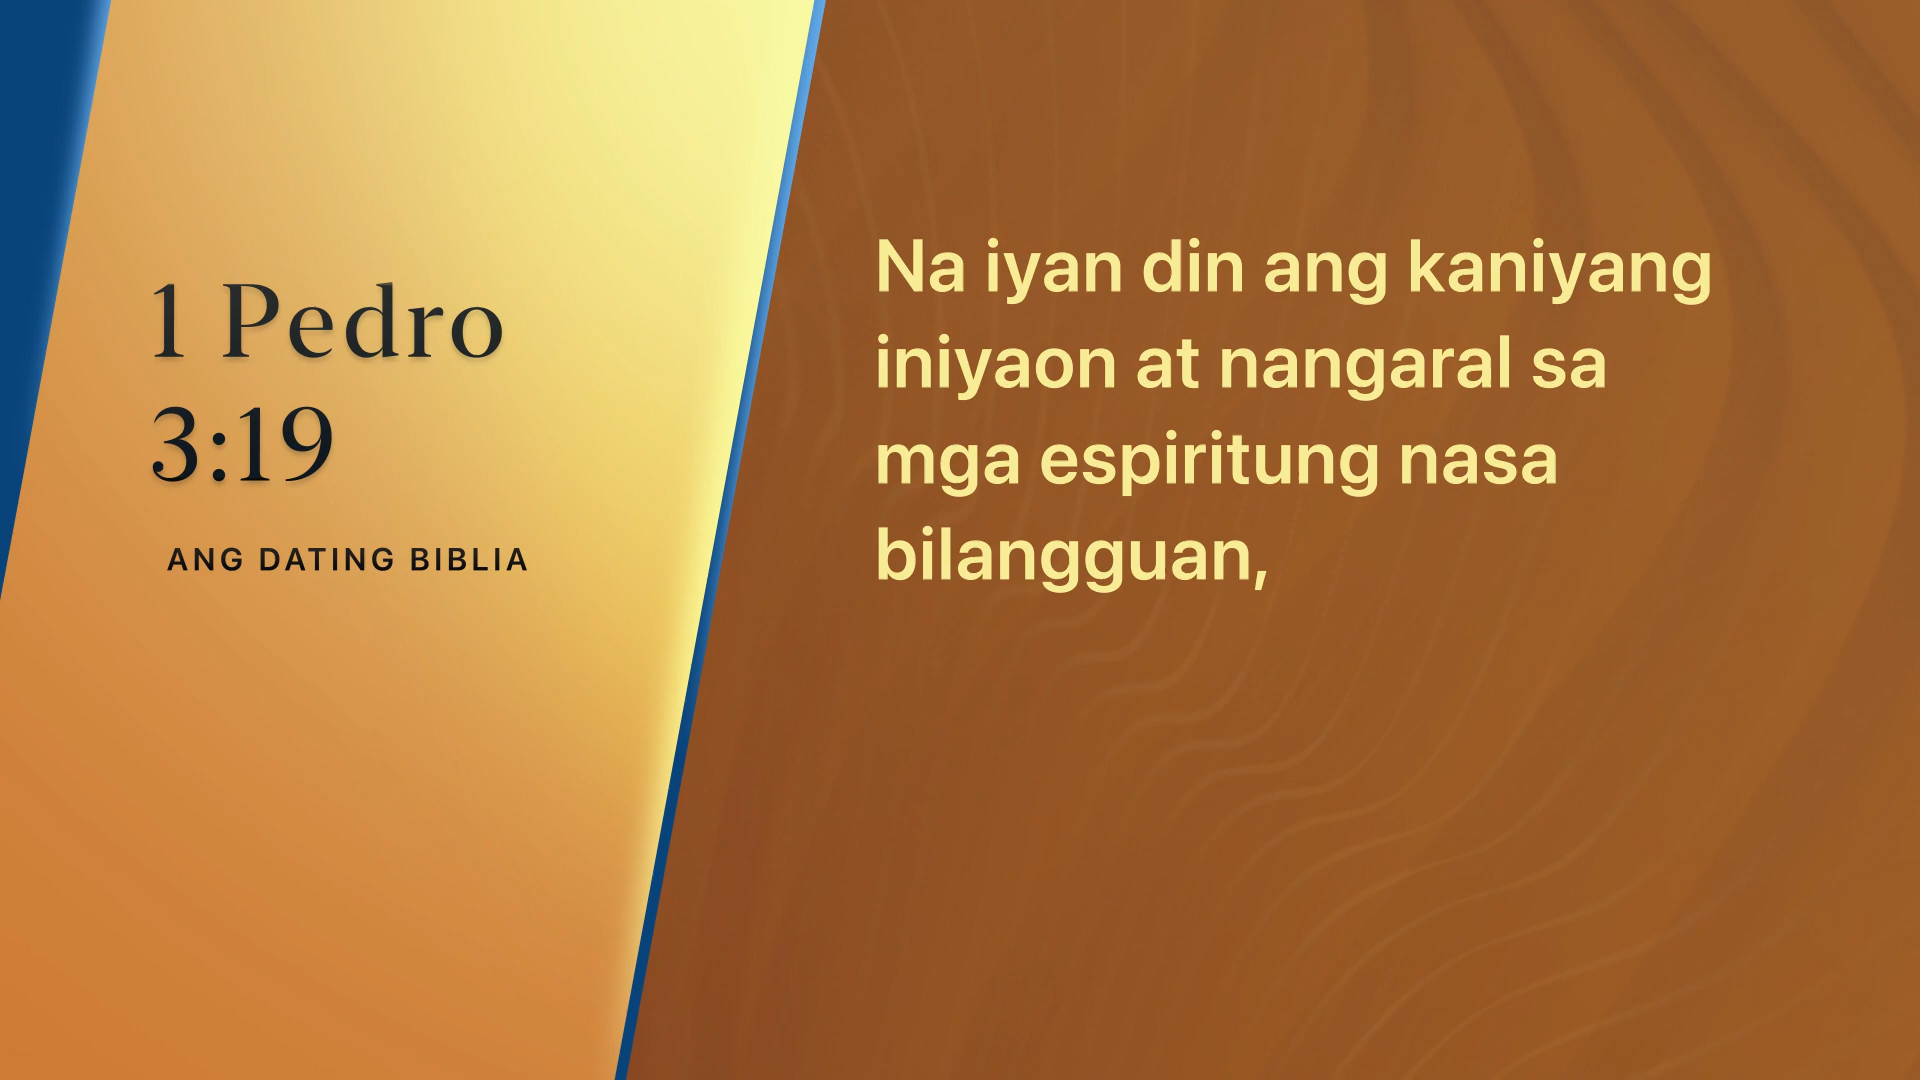 1 Pedro
3:19
ANG DATING BIBLIA
Na iyan din ang kaniyang
iniyaon at nangaral sa
mga espiritung nasa
bilangguan,